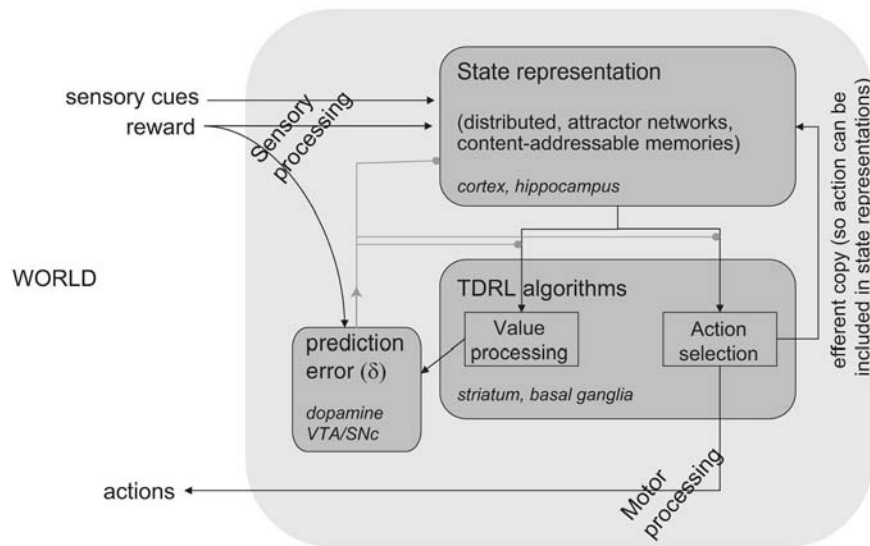 State representation
sensory cues
reward
Sensory
processing
(distributed, attractor networks,
content-addressable memories)
cortex, hippocampus
efferent copy (so action can be
included in state representations)
WORLD
TDRL algorithms
Value
processing
Action
selection
striatum, basal ganglia
prediction
error (δ)
dopamine
VTA/SNc
Motor
processing
actions